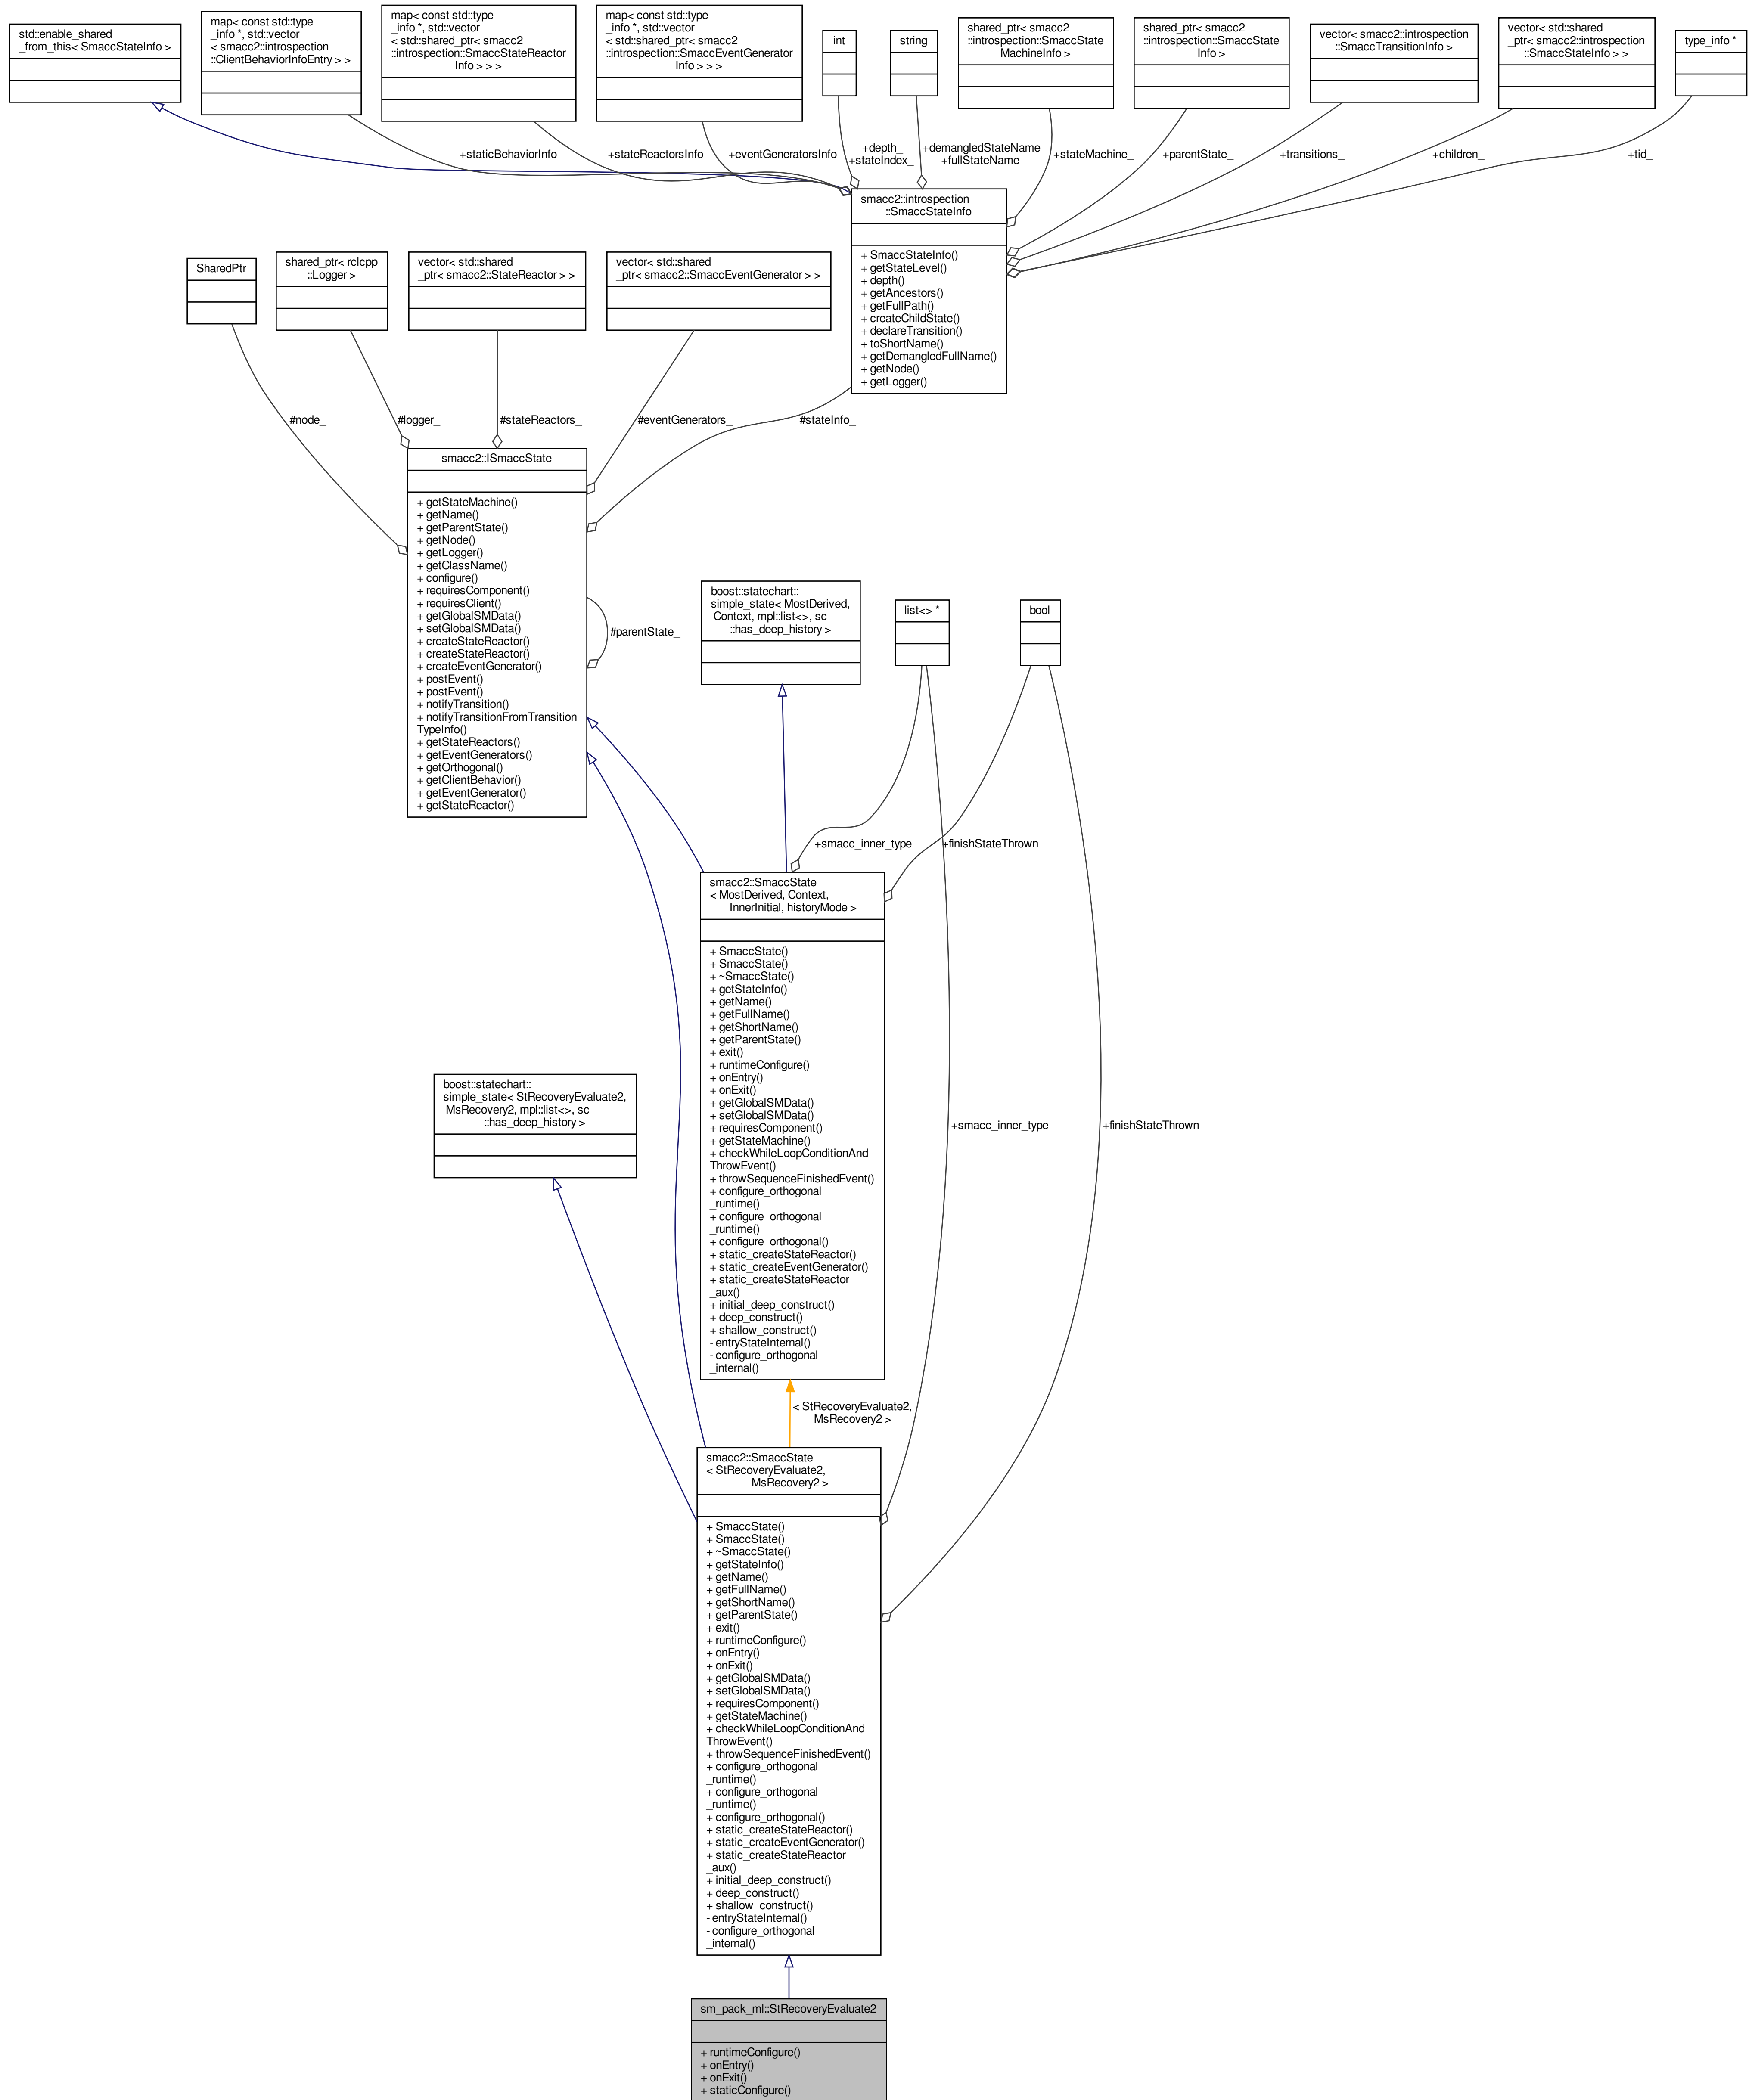 std::enable_shared
_from_this< SmaccStateInfo >
map< const std::type
_info *, std::vector
< smacc2::introspection
::ClientBehaviorInfoEntry > >
map< const std::type
_info *, std::vector
< std::shared_ptr< smacc2
::introspection::SmaccStateReactor
Info > > >
map< const std::type
_info *, std::vector
< std::shared_ptr< smacc2
::introspection::SmaccEventGenerator
Info > > >
int
string
shared_ptr< smacc2
::introspection::SmaccState
MachineInfo >
shared_ptr< smacc2
::introspection::SmaccState
Info >
vector< smacc2::introspection
::SmaccTransitionInfo >
vector< std::shared
_ptr< smacc2::introspection
::SmaccStateInfo > >
type_info *
+staticBehaviorInfo
+stateReactorsInfo
+eventGeneratorsInfo
+depth_
+stateIndex_
+demangledStateName
+fullStateName
+stateMachine_
+parentState_
+transitions_
+children_
+tid_
smacc2::introspection
::SmaccStateInfo
+ SmaccStateInfo()
+ getStateLevel()
+ depth()
+ getAncestors()
+ getFullPath()
+ createChildState()
+ declareTransition()
+ toShortName()
+ getDemangledFullName()
+ getNode()
+ getLogger()
SharedPtr
shared_ptr< rclcpp
::Logger >
vector< std::shared
_ptr< smacc2::StateReactor > >
vector< std::shared
_ptr< smacc2::SmaccEventGenerator > >
#node_
#logger_
#stateReactors_
#eventGenerators_
#stateInfo_
smacc2::ISmaccState
+ getStateMachine()
+ getName()
+ getParentState()
+ getNode()
+ getLogger()
+ getClassName()
+ configure()
+ requiresComponent()
+ requiresClient()
+ getGlobalSMData()
+ setGlobalSMData()
+ createStateReactor()
+ createStateReactor()
+ createEventGenerator()
+ postEvent()
+ postEvent()
+ notifyTransition()
+ notifyTransitionFromTransition
TypeInfo()
+ getStateReactors()
+ getEventGenerators()
+ getOrthogonal()
+ getClientBehavior()
+ getEventGenerator()
+ getStateReactor()
#parentState_
boost::statechart::
simple_state< MostDerived,
Context, mpl::list<>, sc
::has_deep_history >
list<> *
bool
+smacc_inner_type
+finishStateThrown
smacc2::SmaccState
< MostDerived, Context,
InnerInitial, historyMode >
+ SmaccState()
+ SmaccState()
+ ~SmaccState()
+ getStateInfo()
+ getName()
+ getFullName()
+ getShortName()
+ getParentState()
+ exit()
+ runtimeConfigure()
+ onEntry()
+ onExit()
+ getGlobalSMData()
+ setGlobalSMData()
+ requiresComponent()
+ getStateMachine()
+ checkWhileLoopConditionAnd
ThrowEvent()
+ throwSequenceFinishedEvent()
+ configure_orthogonal
_runtime()
+ configure_orthogonal
_runtime()
+ configure_orthogonal()
+ static_createStateReactor()
+ static_createEventGenerator()
+ static_createStateReactor
_aux()
+ initial_deep_construct()
+ deep_construct()
+ shallow_construct()
- entryStateInternal()
- configure_orthogonal
_internal()
boost::statechart::
simple_state< StRecoveryEvaluate2,
MsRecovery2, mpl::list<>, sc
::has_deep_history >
+smacc_inner_type
+finishStateThrown
< StRecoveryEvaluate2,
MsRecovery2 >
smacc2::SmaccState
< StRecoveryEvaluate2,
MsRecovery2 >
+ SmaccState()
+ SmaccState()
+ ~SmaccState()
+ getStateInfo()
+ getName()
+ getFullName()
+ getShortName()
+ getParentState()
+ exit()
+ runtimeConfigure()
+ onEntry()
+ onExit()
+ getGlobalSMData()
+ setGlobalSMData()
+ requiresComponent()
+ getStateMachine()
+ checkWhileLoopConditionAnd
ThrowEvent()
+ throwSequenceFinishedEvent()
+ configure_orthogonal
_runtime()
+ configure_orthogonal
_runtime()
+ configure_orthogonal()
+ static_createStateReactor()
+ static_createEventGenerator()
+ static_createStateReactor
_aux()
+ initial_deep_construct()
+ deep_construct()
+ shallow_construct()
- entryStateInternal()
- configure_orthogonal
_internal()
sm_pack_ml::StRecoveryEvaluate2
+ runtimeConfigure()
+ onEntry()
+ onExit()
+ staticConfigure()